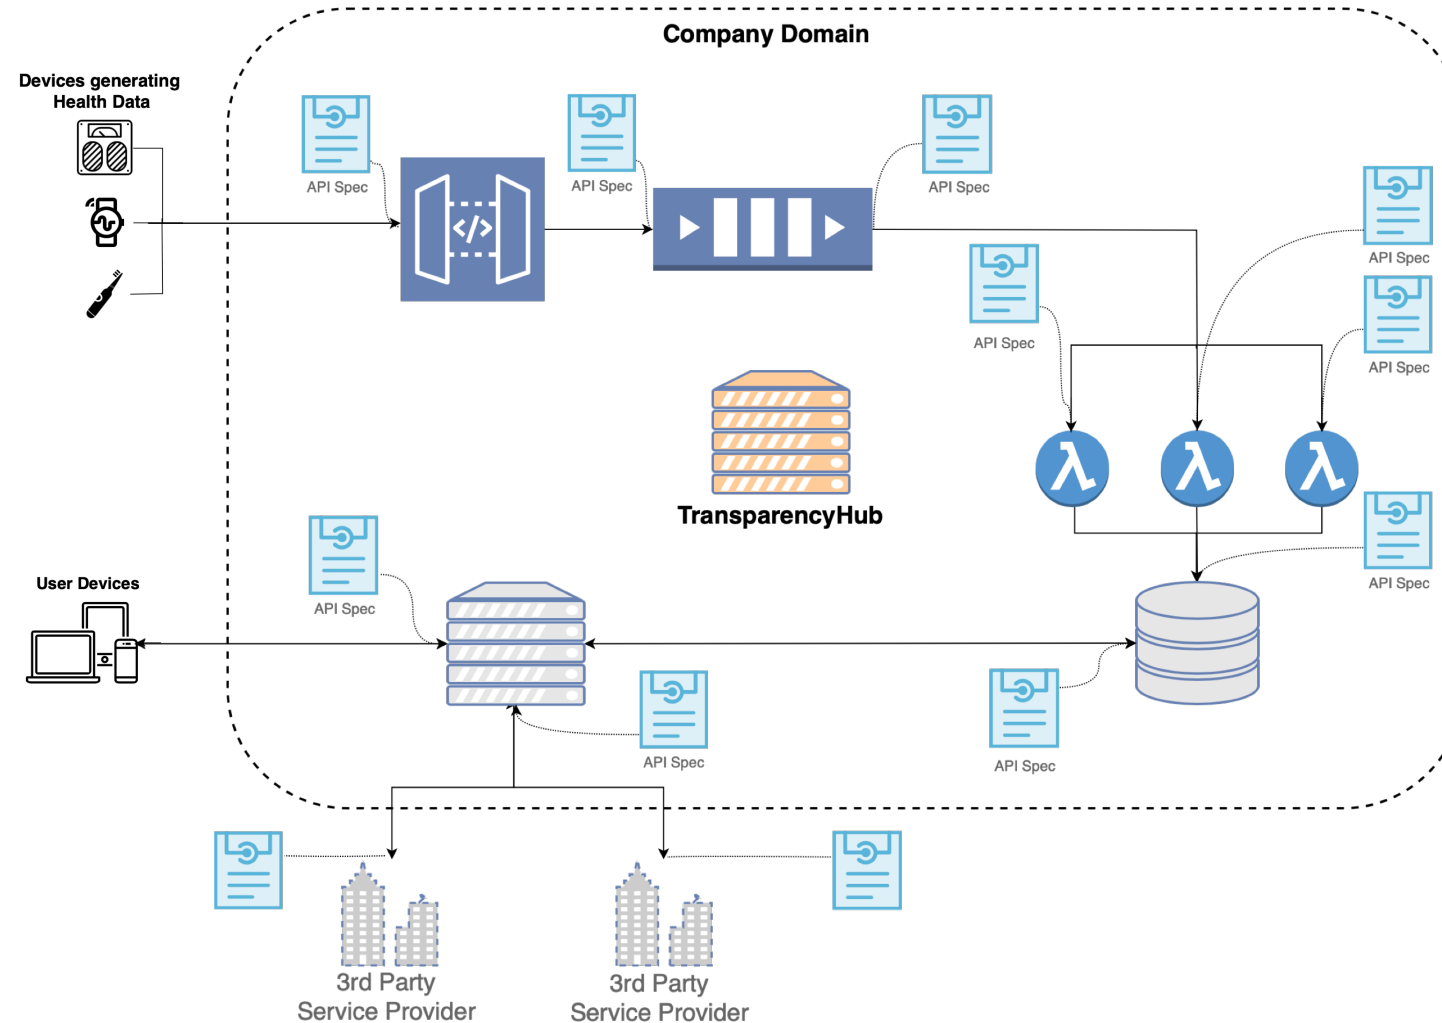 Company Domain
Devices generating
Health Data
API Spec
API Spec
API Spec
API Spec
API Spec
API Spec
</>
TransparencyHub
API Spec
User Devices
API Spec
API Spec
API Spec
3rd Party
Service Provider
3rd Party
Service Provider